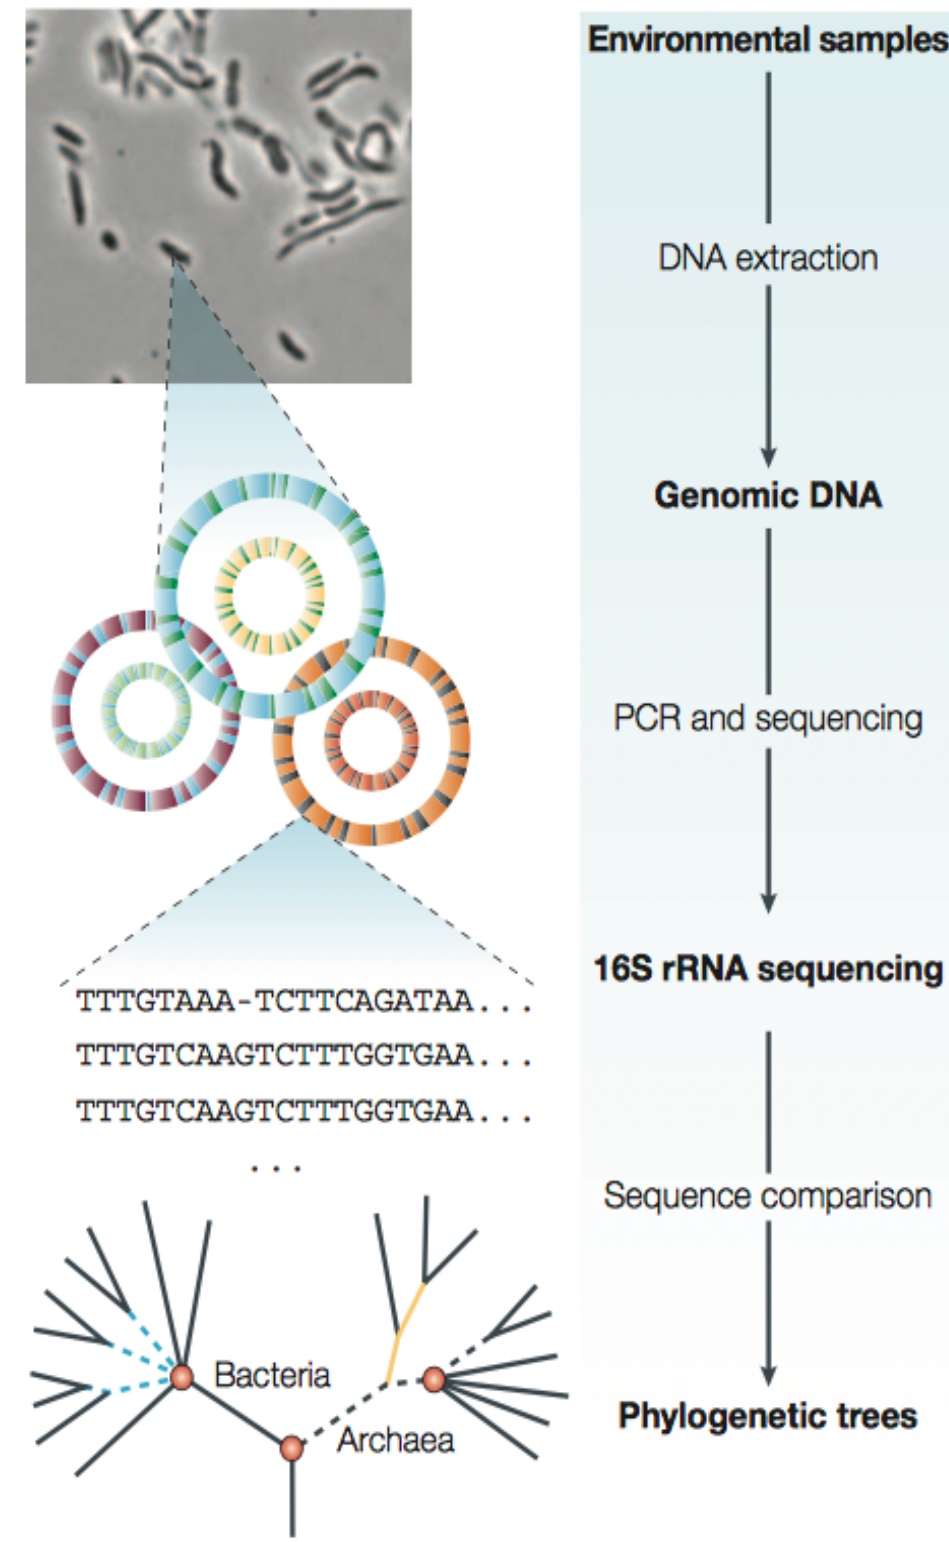 Environmental samples
DNA extraction
Genomic DNA
PCR and sequencing
16S rRNA sequencing
Sequence comparison
Phylogenetic trees
TTTGTAAA-TCTTCAGATAA...
TTTGTCAAGTCTTTGGTGAA...
TTTGTCAAGTCTTTGGTGAA...
...
Bacteria
Archaea